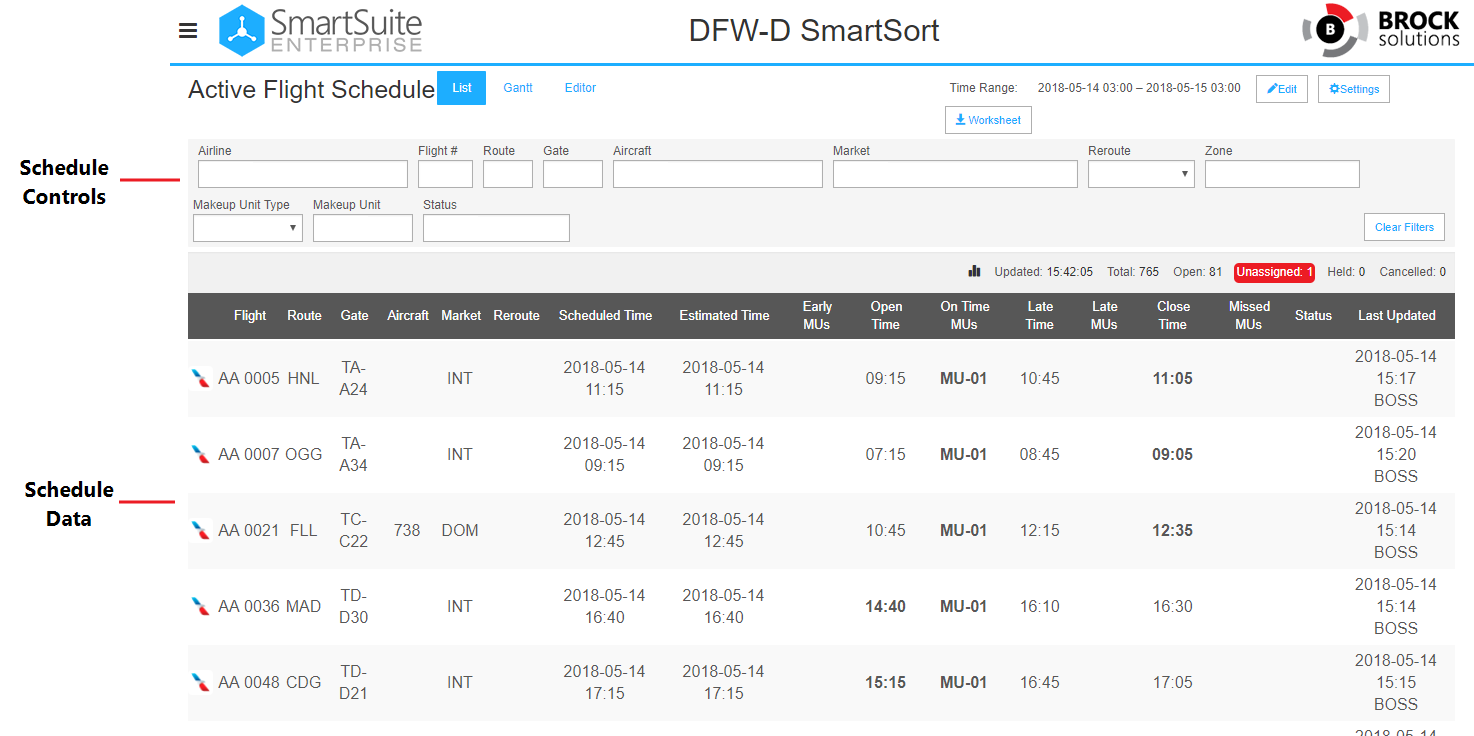 SmartSuite
ENTERPRISE
DFW-D SmartSort
B
BROCK
solutions
Active Flight Schedule List Gantt Editor Time Range: 2018-05-14 03:00 – 2018-05-15 03:00 Edit Settings
Worksheet
Schedule
Controls
Airline Flight # Route Gate Aircraft Market Reroute Zone
Makeup Unit Type Makeup Unit Status
Clear Filters
Updated: 15:42:05 Total: 765 Open: 81 Unassigned: 1 Held: 0 Cancelled: 0
Flight Route Gate Aircraft Market Reroute Scheduled Time Estimated Time Early MUs Open Time On Time MUs Late Time Late MUs Close Time Missed MUs Status Last Updated
AA 0005 HNL TA-A24 INT 2018-05-14 11:15 2018-05-14 11:15 09:15 MU-01 10:45 11:05 2018-05-14 15:17 BOSS
AA 0007 OGG TA-A34 INT 2018-05-14 09:15 2018-05-14 09:15 07:15 MU-01 08:45 09:05 2018-05-14 15:20 BOSS
Schedule
Data
AA 0021 FLL TC-C22 738 DOM 2018-05-14 12:45 2018-05-14 12:45 10:45 MU-01 12:15 12:35 2018-05-14 15:14 BOSS
AA 0036 MAD TD-D30 INT 2018-05-14 16:40 2018-05-14 16:40 14:40 MU-01 16:10 16:30 2018-05-14 15:14 BOSS
AA 0048 CDG TD-D21 INT 2018-05-14 17:15 2018-05-14 17:15 15:15 MU-01 16:45 17:05 2018-05-14 15:15 BOSS